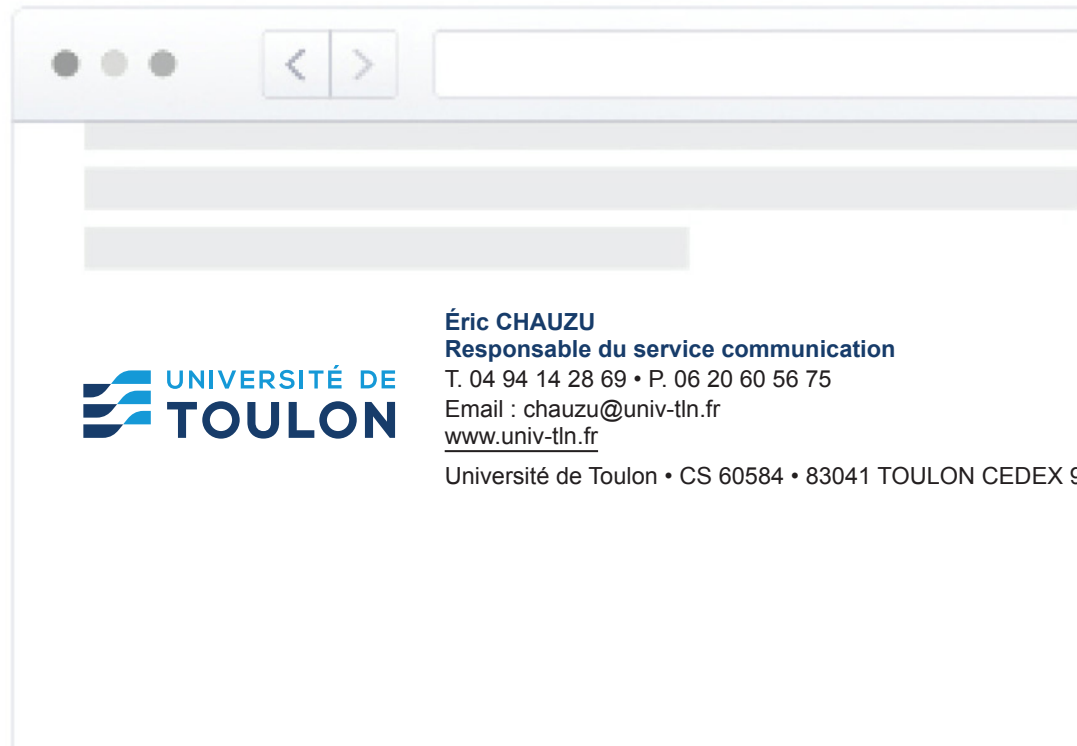 UNIVERSITÉ DE
TOULON
Éric CHAUZU
Responsable du service communication
T. 04 94 14 28 69 • P. 06 20 60 56 75
Email : chauzu@univ-tln.fr
www.univ-tln.fr
Université de Toulon • CS 60584 • 83041 TOULON CEDEX 9